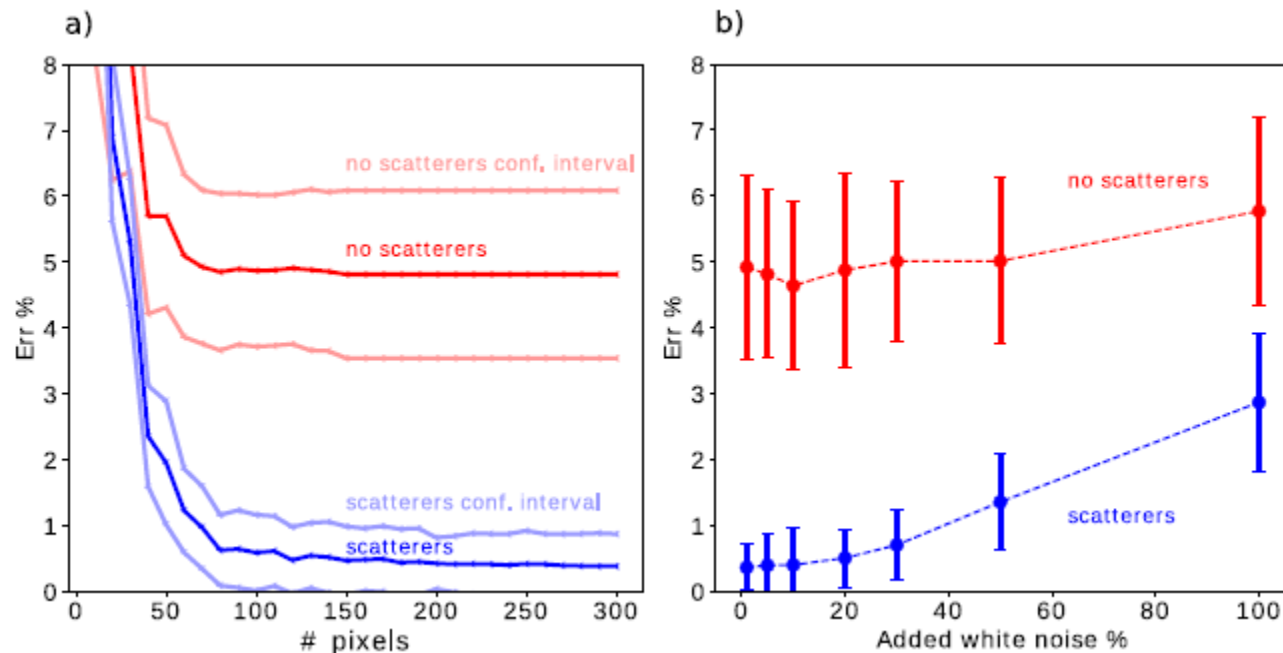 a)
8
7
6
5
4
3
2
1
0
Err %
no scatterers conf. interval
no scatterers
scatterers conf. interval
scatterers
0 50 100 150 200 250 300
# pixels
b)
8
7
6
5
4
3
2
1
0
Err %
no scatterers
scatterers
0 20 40 60 80 100
Added white noise %